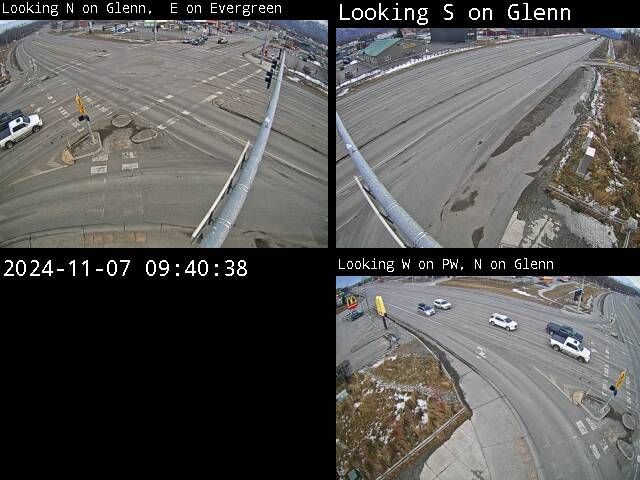 Looking N on Glenn,  E on Evergreen
Looking S on Glenn
2024-11-07 09:40:38
Looking W on PW, N on Glenn